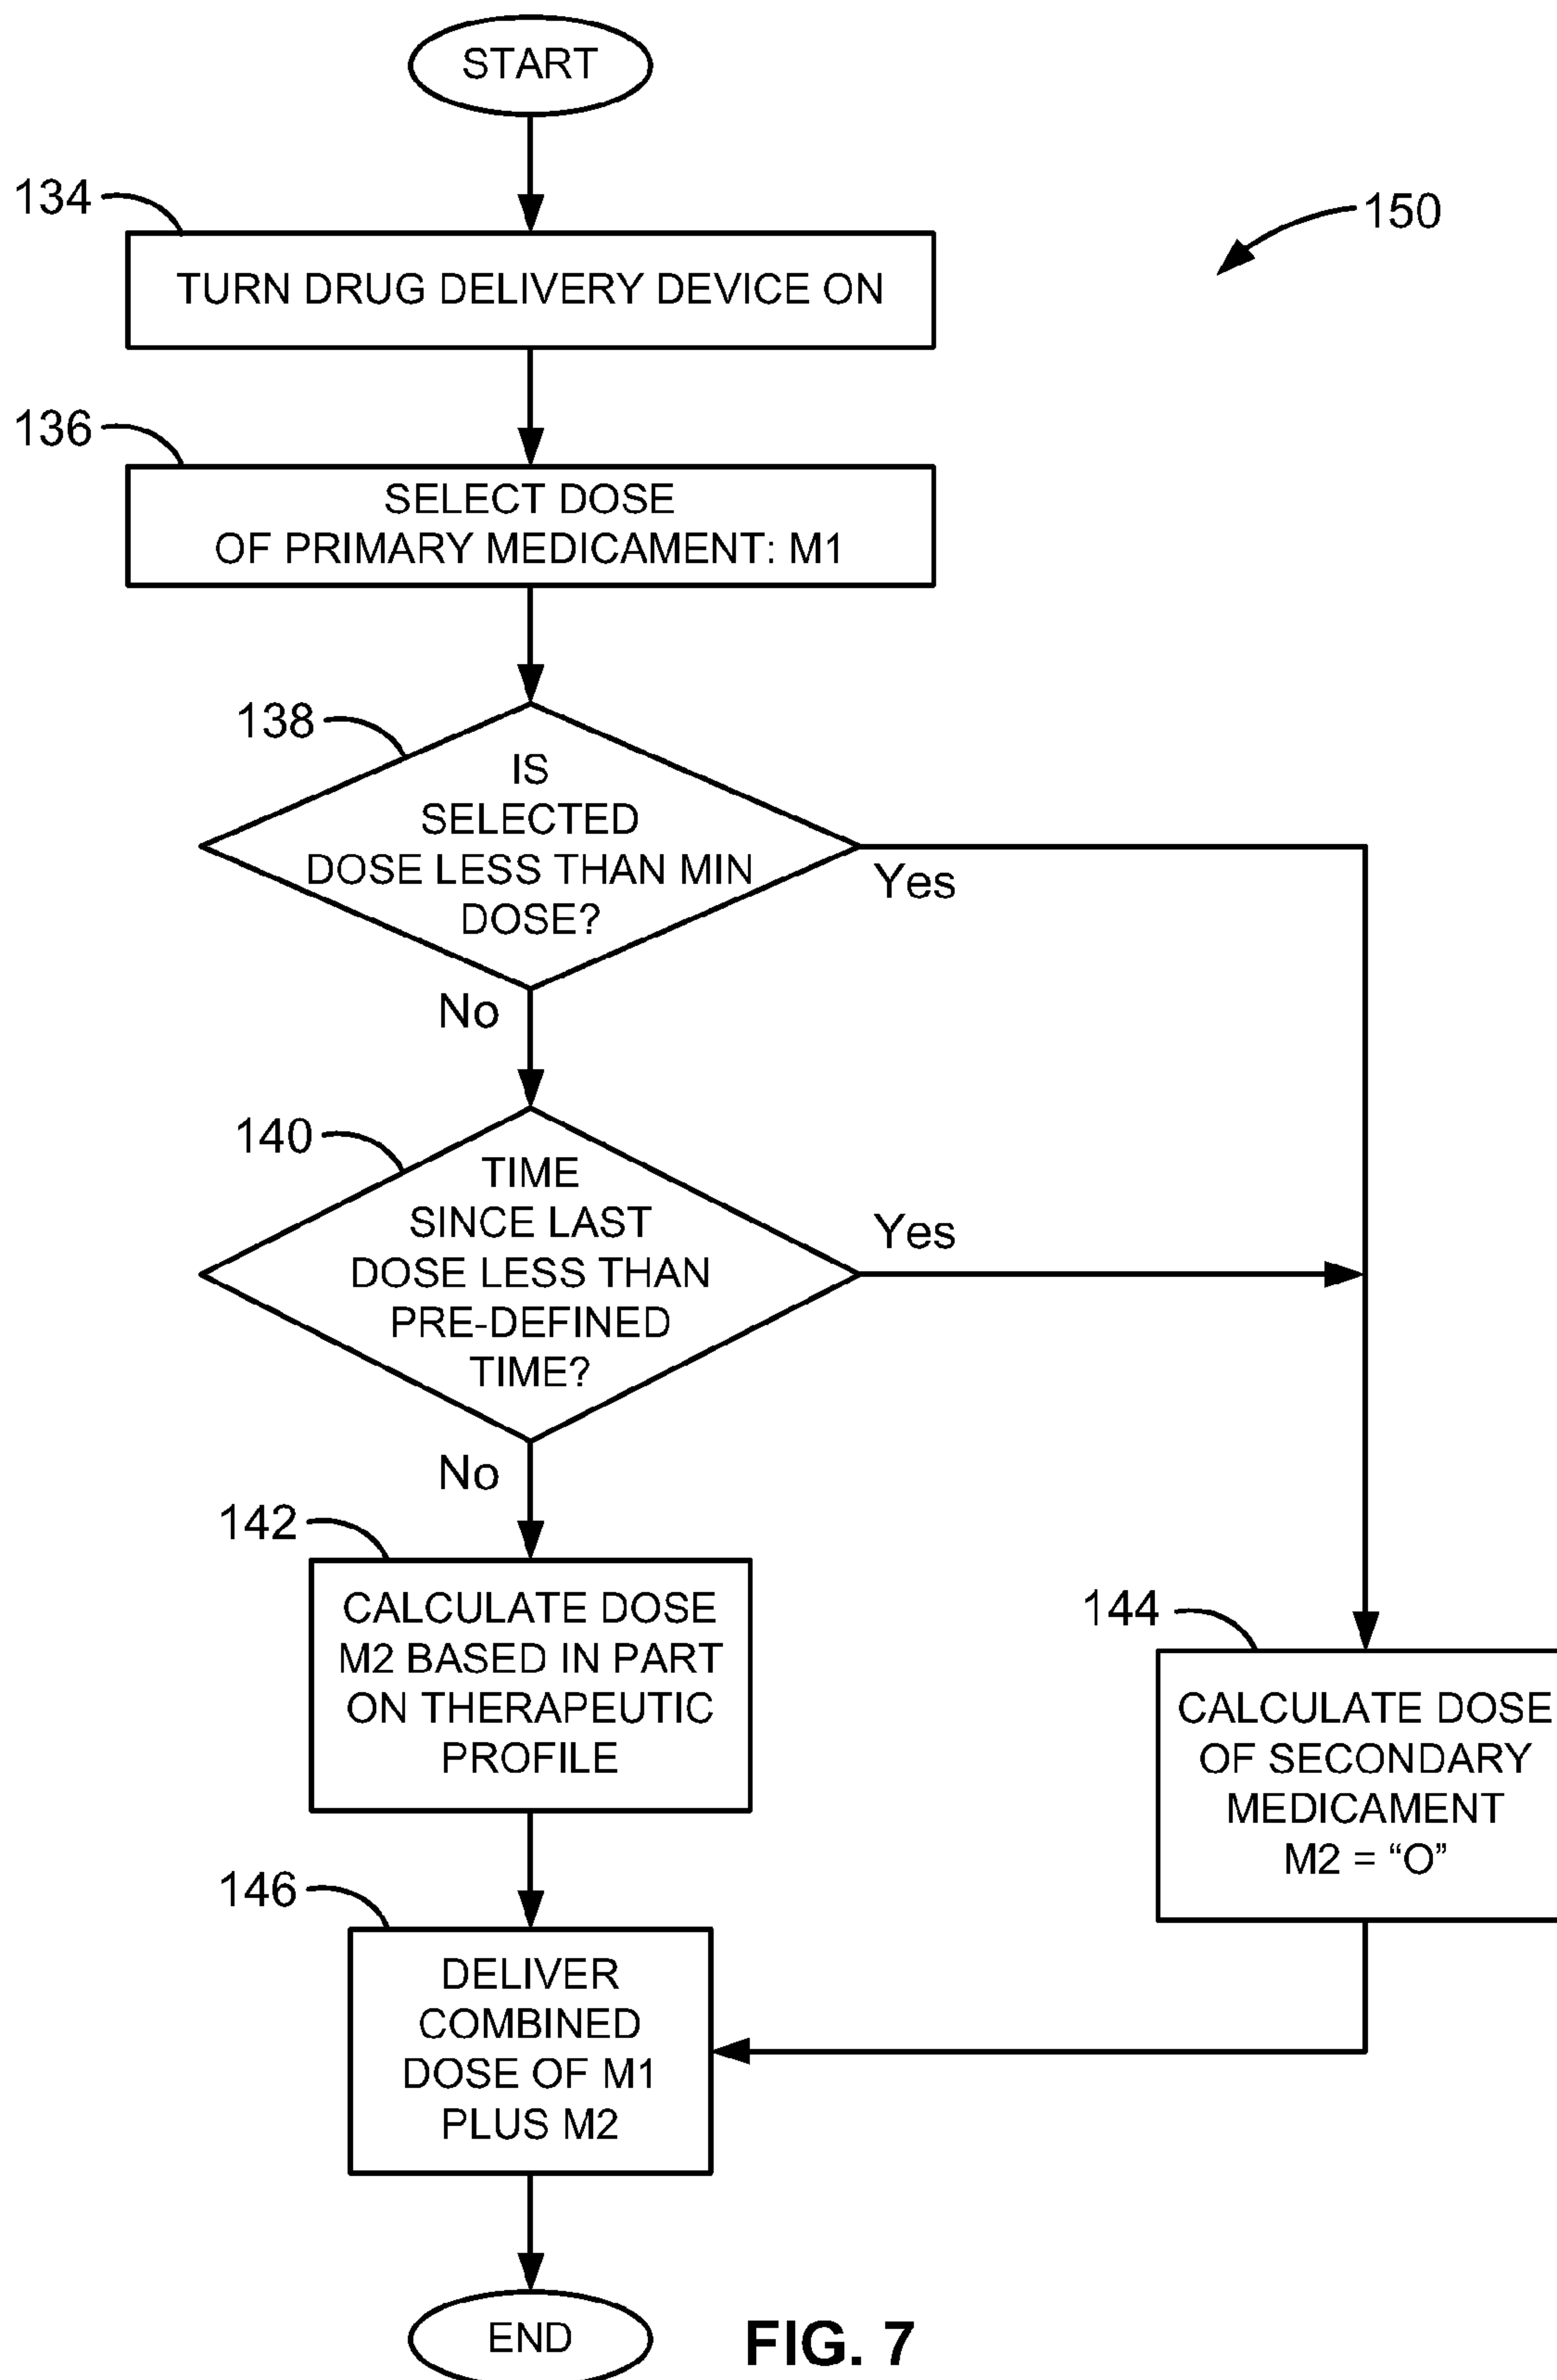 START
134
150
TURN DRUG DELIVERY DEVICE ON
136
SELECT DOSE
OF PRIMARY MEDICAMENT: M1
138
IS
SELECTED
DOSE LESS THAN MIN
DOSE?
Yes
No
140
TIME
SINCE LAST
DOSE LESS THAN
PRE-DEFINED
TIME?
Yes
No
142
CALCULATE DOSE
M2 BASED IN PART
ON THERAPEUTIC
PROFILE
144
CALCULATE DOSE
OF SECONDARY
MEDICAMENT
M2 = “O”
146
DELIVER
COMBINED
DOSE OF M1
PLUS M2
END
FIG. 7